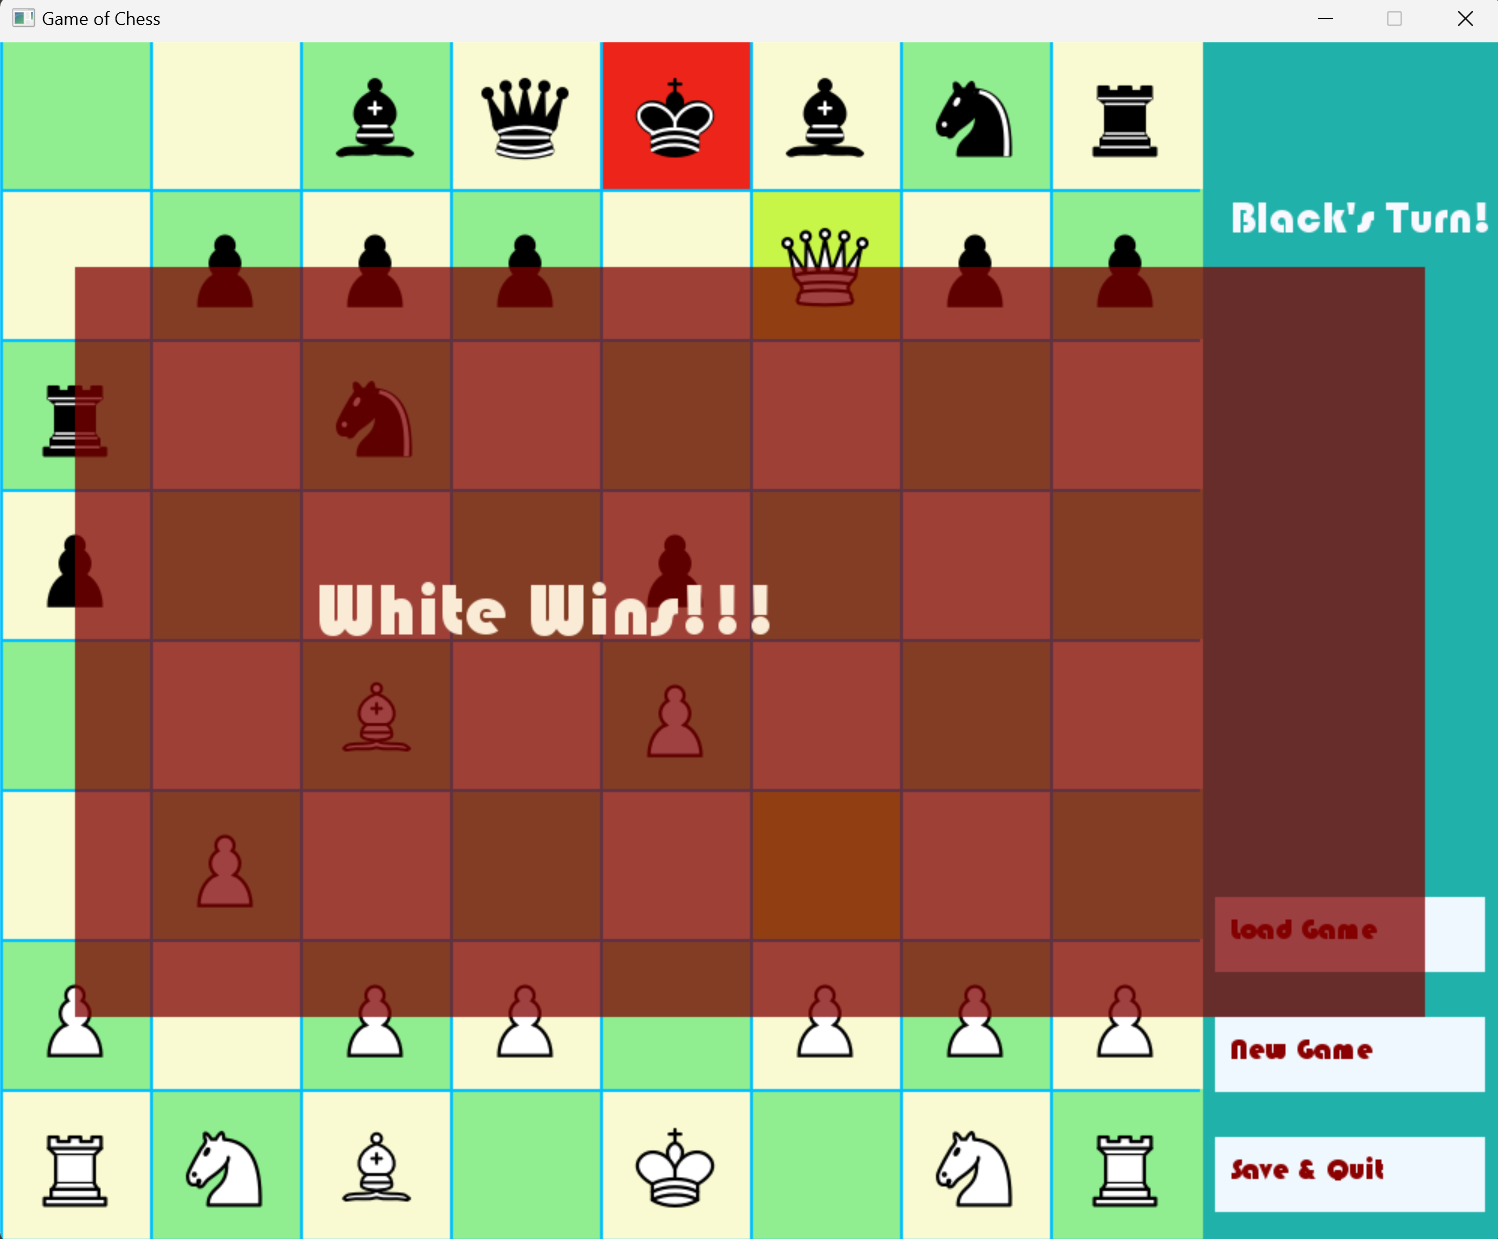 Game of Chess
Black's Turn!
White Wins!!!
Load Game
New Game
Save & Quit